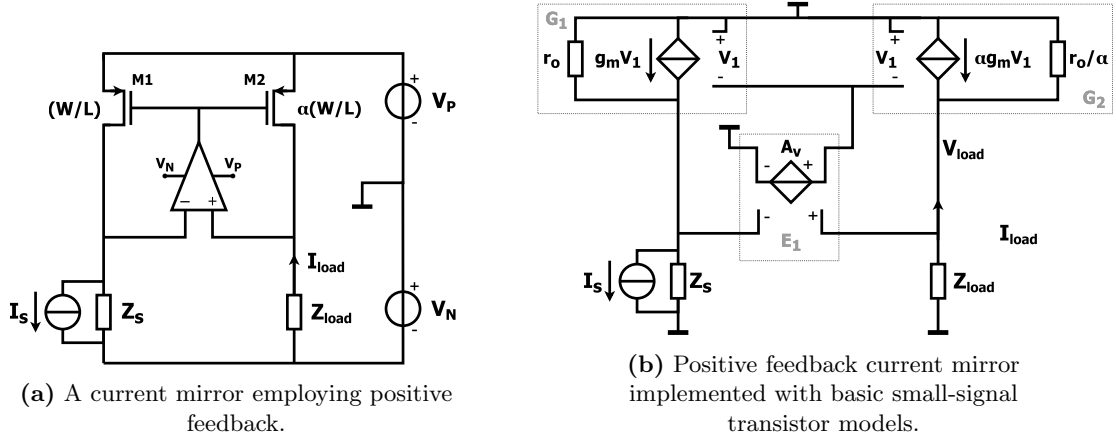 M1
M2
(W/L)
α(W/L)
V_N
V_P
− +
I_load
I_S
Z_S
Z_load
+
V_P
-
+
V_N
-
(a) A current mirror employing positive
feedback.
G_1
r_o
g_mV_1
+
V_1
-
+
V_1
-
αg_mV_1
r_o/α
G_2
A_v
- +
V_load
- +
E_1
I_load
I_S
Z_S
Z_load
(b) Positive feedback current mirror
implemented with basic small-signal
transistor models.